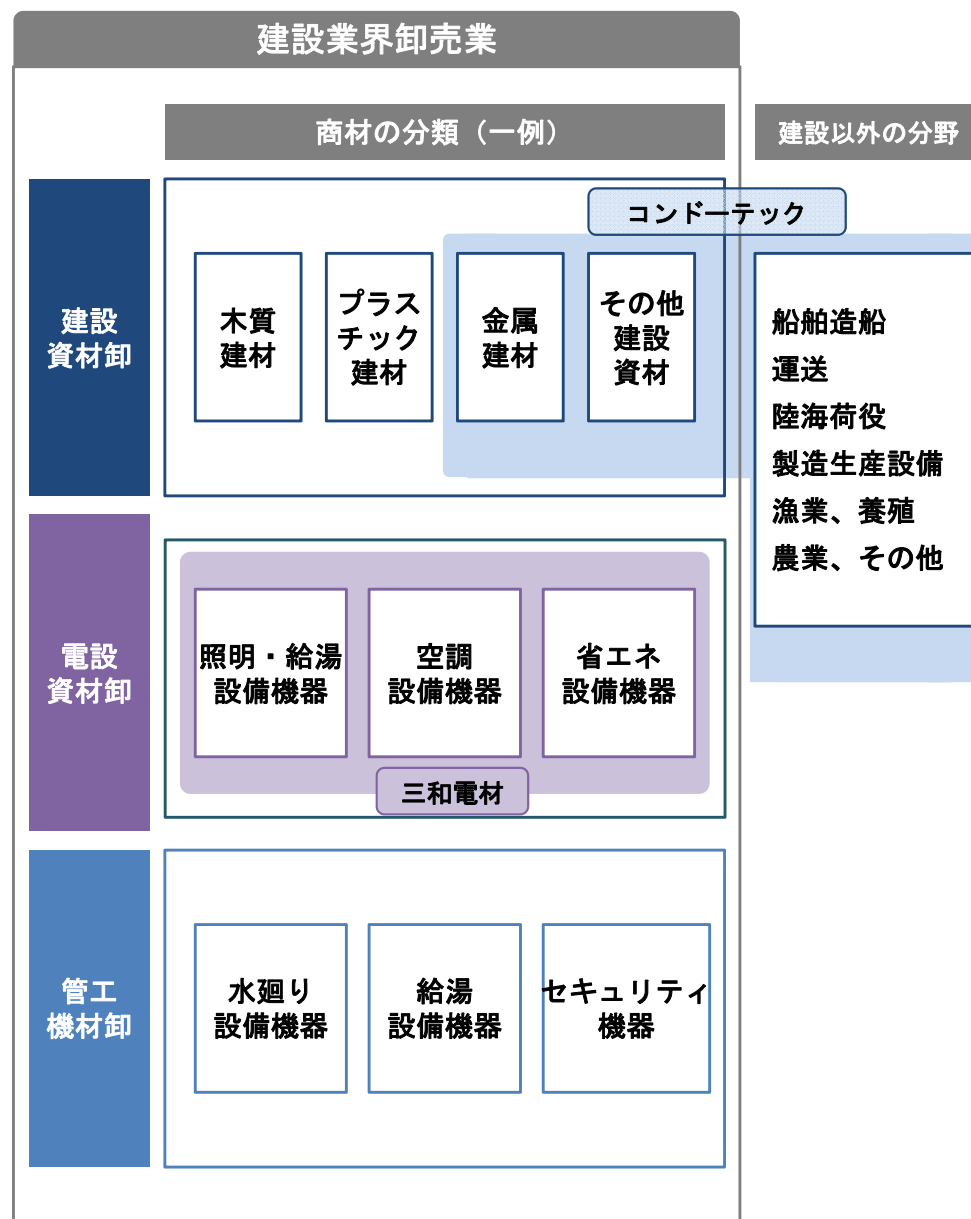 建設業界卸売業
商材の分類（一例）
建設以外の分野
コンドーテック
建設
資材卸
木質
建材
プラス
チック
建材
金属
建材
その他
建設
資材
船舶造船
運送
陸海荷役
製造生産設備
漁業、養殖
農業、その他
電設
資材卸
照明・給湯
設備機器
空調
設備機器
省エネ
設備機器
三和電材
管工
機材卸
水廻り
設備機器
給湯
設備機器
セキュリティ
機器